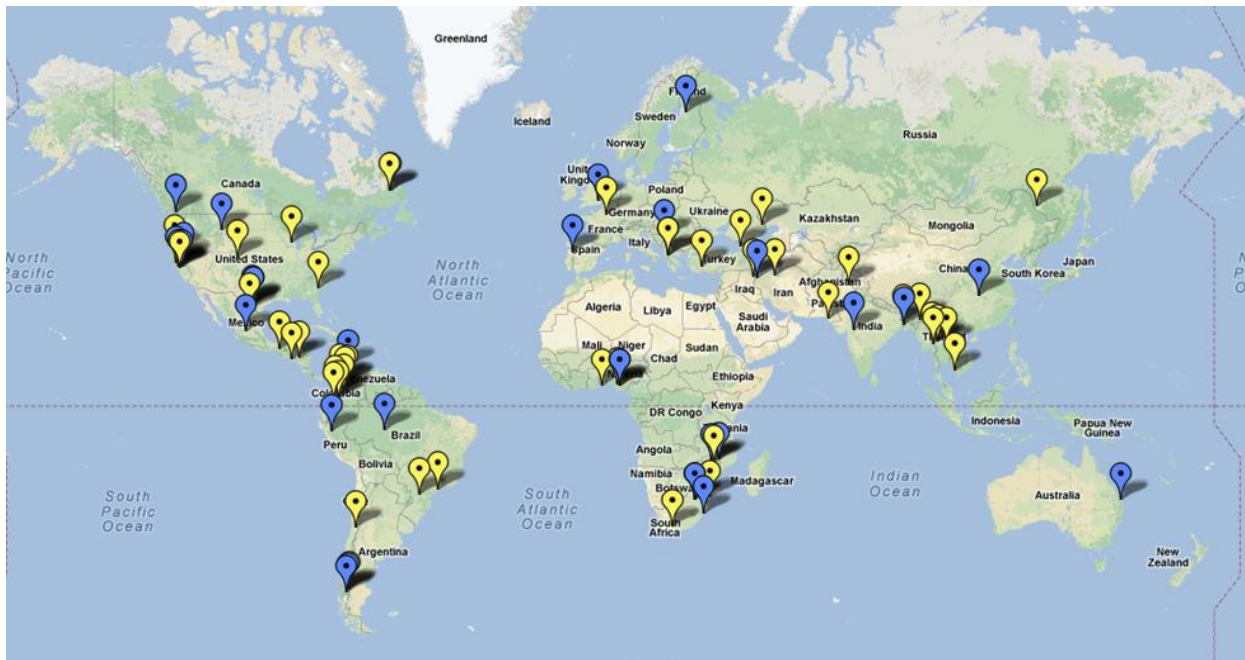 Greenland
Iceland
Finland
Sweden
Norway
Russia
Canada
United
Kingdom
Poland
Germany
Ukraine
Kazakhstan
Mongolia
France
Italy
Spain
Turkey
United States
North
Pacific
Ocean
North
Atlantic
Ocean
Afghanistan
China
South Korea
Japan
Iraq
Iran
Pakistan
India
Algeria
Libya
Egypt
Saudi
Arabia
Mexico
Mali
Niger
Chad
Sudan
Nigeria
Ethiopia
Venezuela
Colombia
DR Congo
Kenya
Tanzania
Indonesia
Papua New
Guinea
Peru
Brazil
Bolivia
Angola
Namibia
Botswana
Madagascar
South
Africa
South
Pacific
Ocean
South
Atlantic
Ocean
Indian
Ocean
Australia
Argentina
New
Zealand